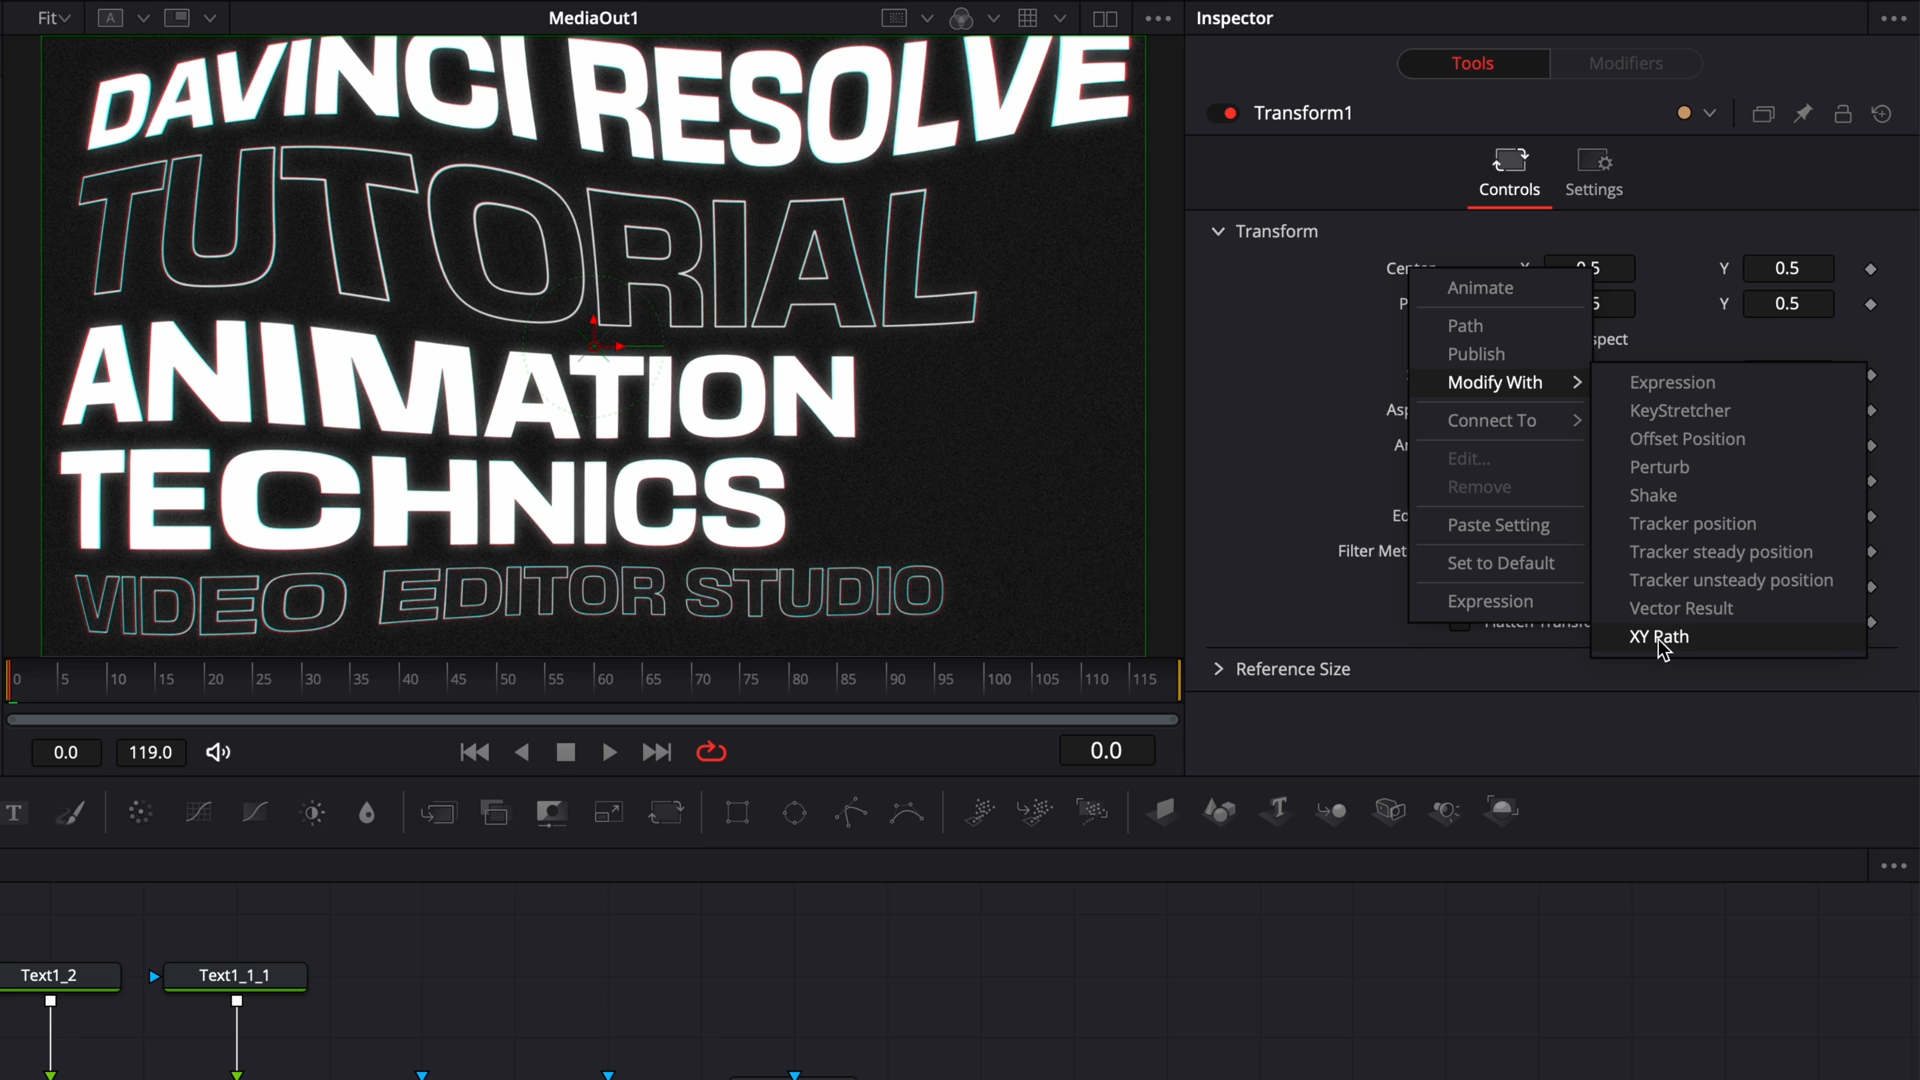 Fit
A
MediaOut1
Inspector
Tools
Modifiers
Transform1
Controls
Settings
Transform
Y 0.5
Y 0.5
Animate
Path
Publish
Modify With
Connect To
Edit...
Remove
Paste Setting
Set to Default
Expression
Expression
KeyStretcher
Offset Position
Perturb
Shake
Tracker position
Tracker steady position
Tracker unsteady position
Vector Result
XY Path
Reference Size
DAVINCI RESOLVE
TUTORIAL
ANIMATION
TECHNICS
VIDEO EDITOR STUDIO
0 5 10 15 20 25 30 35 40 45 50 55 60 65 70 75 80 85 90 95 100 105 110 115
0.0 119.0 0.0
T
Text1_2
Text1_1_1